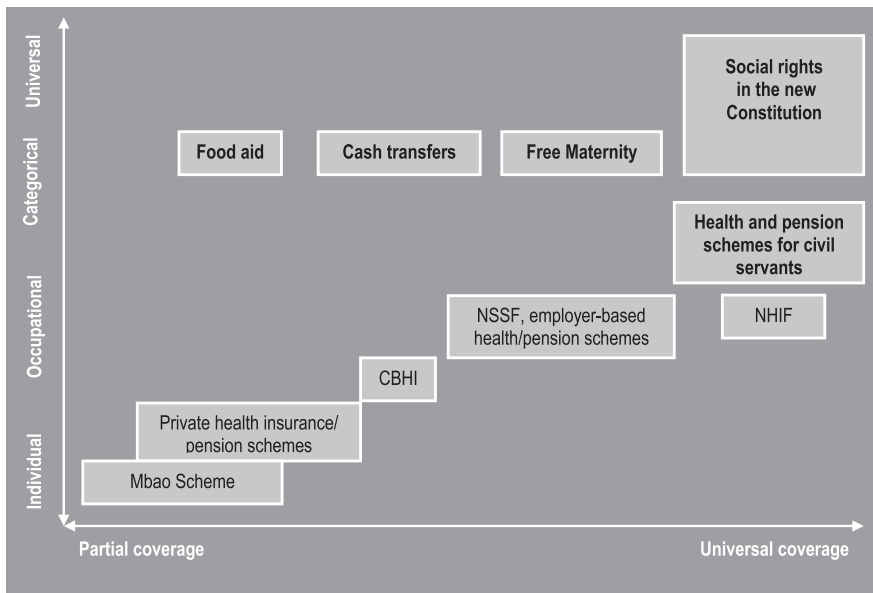 Universal
Categorical
Occupational
Individual
Social rights
in the new
Constitution
Food aid
Cash transfers
Free Maternity
Health and pension
schemes for civil
servants
NSSF, employer-based
health/pension schemes
NHIF
CBHI
Private health insurance/
pension schemes
Mbao Scheme
Partial coverage
Universal coverage